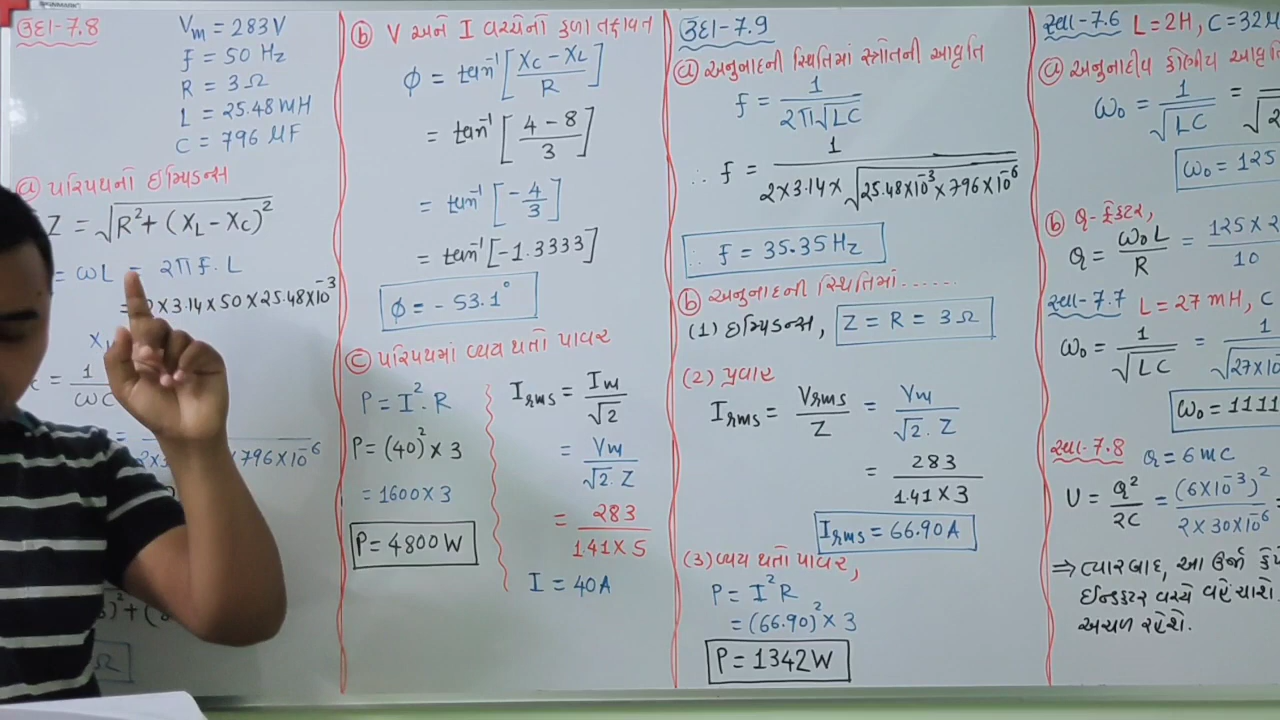 ઉદા-7.8
Vm = 283V
f = 50 Hz
R = 3Ω
L = 25.48 mH
C = 796 μF
ⓐ પરિપથનો ઇમ્પિડન્સ
Z = √R² + (XL - XC)²
= ωL = 2πf.L
= 2 × 3.14 × 50 × 25.48 × 10⁻³
= 1/ωC
× 796 × 10⁻⁶
Ω
ⓑ V અને I વચ્ચેનો કળા તફાવત
φ = tan⁻¹ [XC - XL / R]
= tan⁻¹ [4 - 8 / 3]
= tan⁻¹ [-4/3]
= tan⁻¹ [-1.3333]
φ = - 53.1°
ⓒ પરિપથમાં વ્યય થતો પાવર
P = I². R
P = (40)² × 3
= 1600 × 3
P = 4800 W
Irms = Im/√2
= Vm / √2. Z
= 283 / 1.41 × 5
I = 40A
ઉદા-7.9
ⓐ અનુનાદની સ્થિતિમાં સ્ત્રોતની આવૃતિ
f = 1 / 2π√LC
∴ f = 1 / 2 × 3.14 × √25.48 × 10⁻³ × 796 × 10⁻⁶
f = 35.35 Hz
ⓑ અનુનાદની સ્થિતિમાં......
(1) ઇમ્પિડન્સ, Z = R = 3Ω
(2) પ્રવાર
Irms = Vrms / Z = Vm / √2. Z
= 283 / 1.41 × 3
Irms = 66.90 A
(3) વ્યય થતો પાવર,
P = I²R
= (66.90)² × 3
P = 1342 W
સ્વા-7.6 L = 2H, C = 32μ
ⓐ અનુનાદીય કોણીય
ω₀ = 1/√LC =
ω₀ = 125
ⓑ Q-ફેક્ટર,
Q = ω₀L / R = 125 × 2 / 10
સ્વા-7.7 L = 27 mH, C
ω₀ = 1/√LC = 1 / √27×10
ω₀ = 1111
સ્વા-7.8 Q = 6 mC
U = Q²/2C = (6×10⁻³)² / 2 × 30×10⁻⁶ =
⇒ ત્યારબાદ, આ ઉર્જા
ઈન્ડક્ટર વચ્ચે વહેંચાશે
અચળ રહેશે.